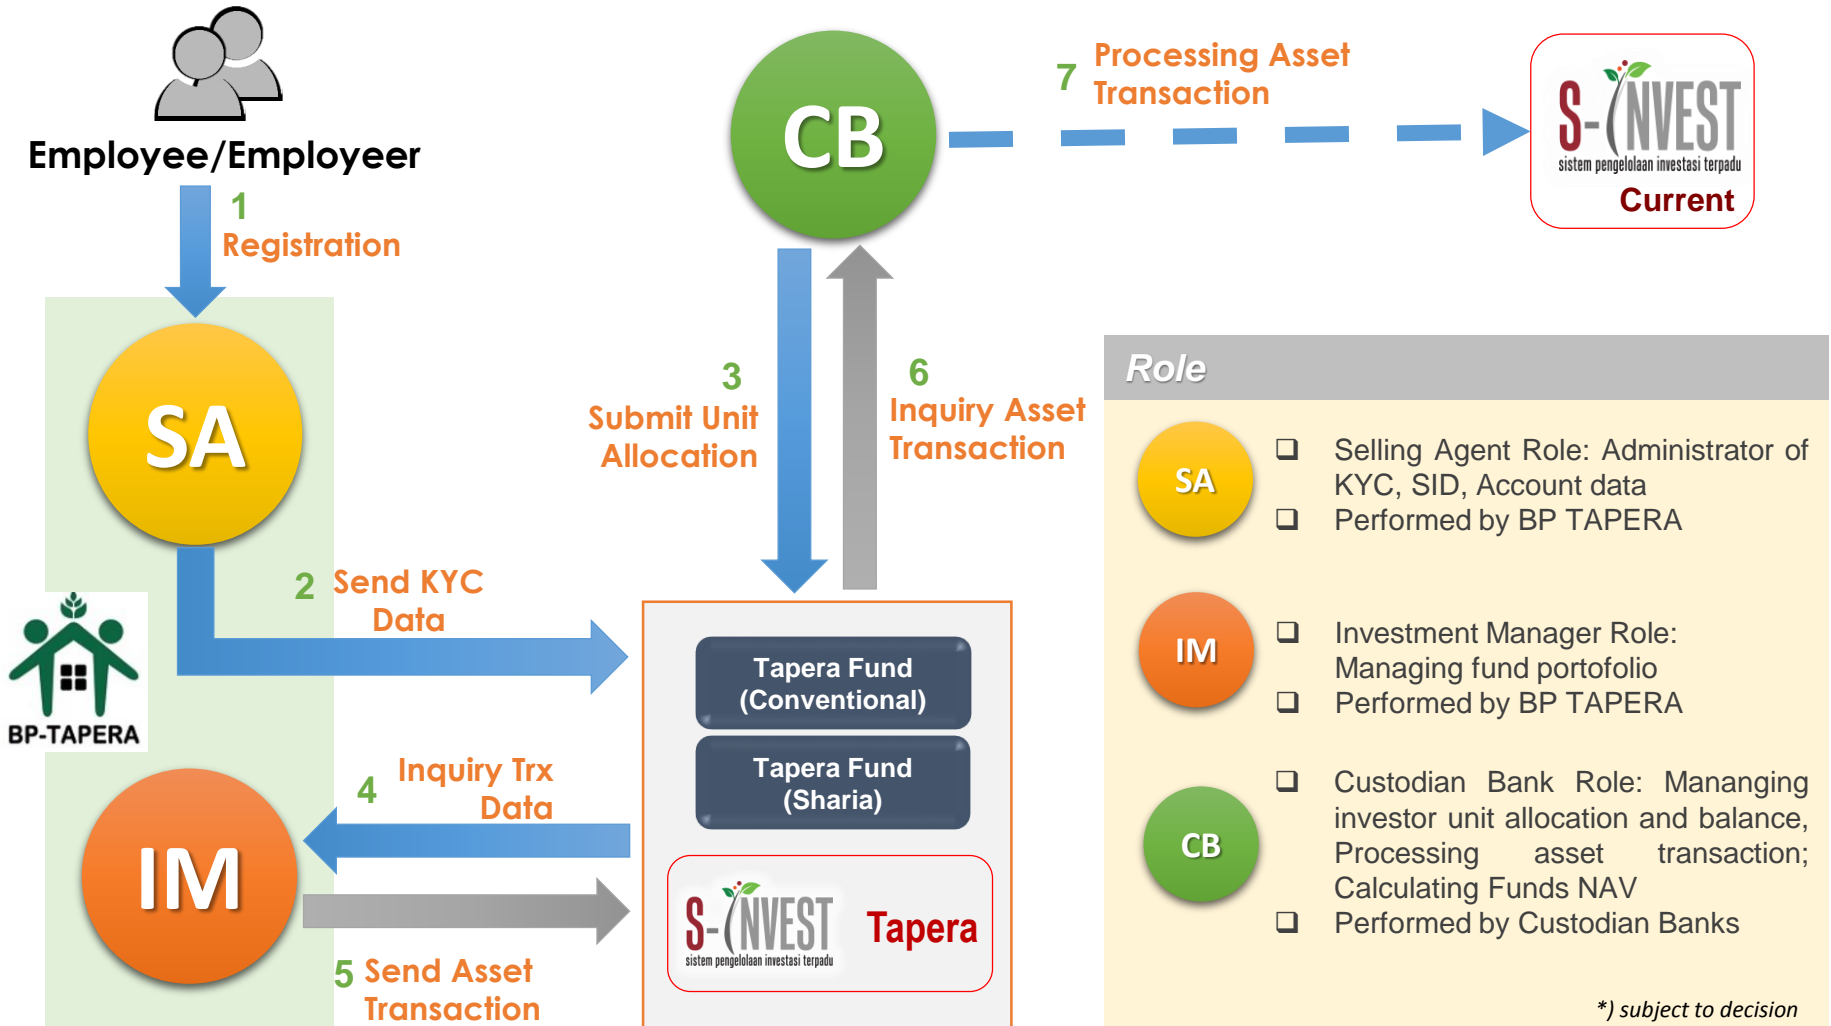 Employee/Employeer
1
Registration
SA
2 Send KYC
Data
BP-TAPERA
4 Inquiry Trx
Data
IM
5 Send Asset
Transaction
CB
3
Submit Unit
Allocation
6
Inquiry Asset
Transaction
7 Processing Asset
Transaction
S-INVEST
sistem pengelolaan investasi terpadu
Current
Tapera Fund
(Conventional)
Tapera Fund
(Sharia)
S-INVEST
sistem pengelolaan investasi terpadu
Tapera
Role
SA
Selling Agent Role: Administrator of
KYC, SID, Account data
Performed by BP TAPERA
IM
Investment Manager Role:
Managing fund portofolio
Performed by BP TAPERA
CB
Custodian Bank Role: Mananging
investor unit allocation and balance,
Processing asset transaction;
Calculating Funds NAV
Performed by Custodian Banks
*) subject to decision